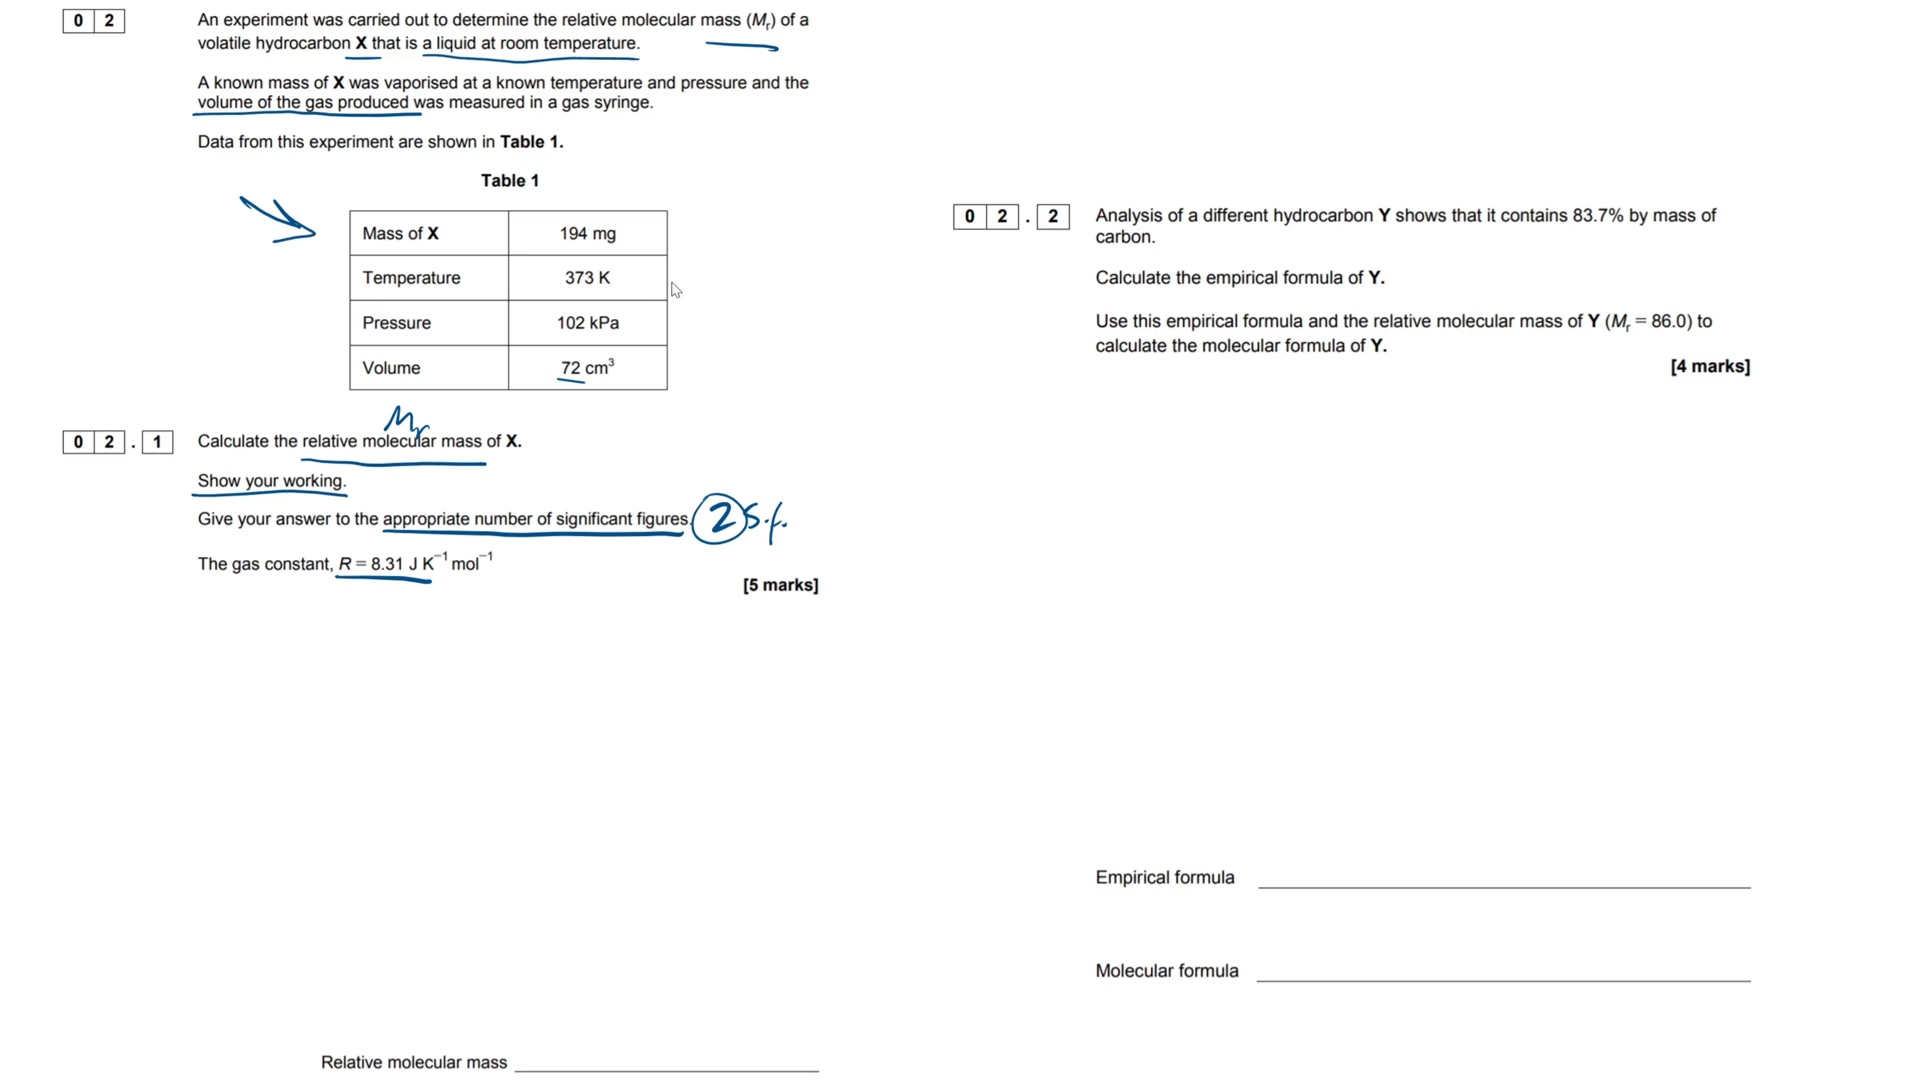 0 2 An experiment was carried out to determine the relative molecular mass (Mr) of a
volatile hydrocarbon X that is a liquid at room temperature.
A known mass of X was vaporised at a known temperature and pressure and the
volume of the gas produced was measured in a gas syringe.
Data from this experiment are shown in Table 1.
Table 1
Mass of X 194 mg
Temperature 373 K
Pressure 102 kPa
Volume 72 cm³
Mr
0 2 . 1 Calculate the relative molecular mass of X.
Show your working.
Give your answer to the appropriate number of significant figures. 2 s.f.
The gas constant, R = 8.31 J K⁻¹ mol⁻¹
[5 marks]
Relative molecular mass
0 2 . 2 Analysis of a different hydrocarbon Y shows that it contains 83.7% by mass of
carbon.
Calculate the empirical formula of Y.
Use this empirical formula and the relative molecular mass of Y (Mr = 86.0) to
calculate the molecular formula of Y.
[4 marks]
Empirical formula
Molecular formula